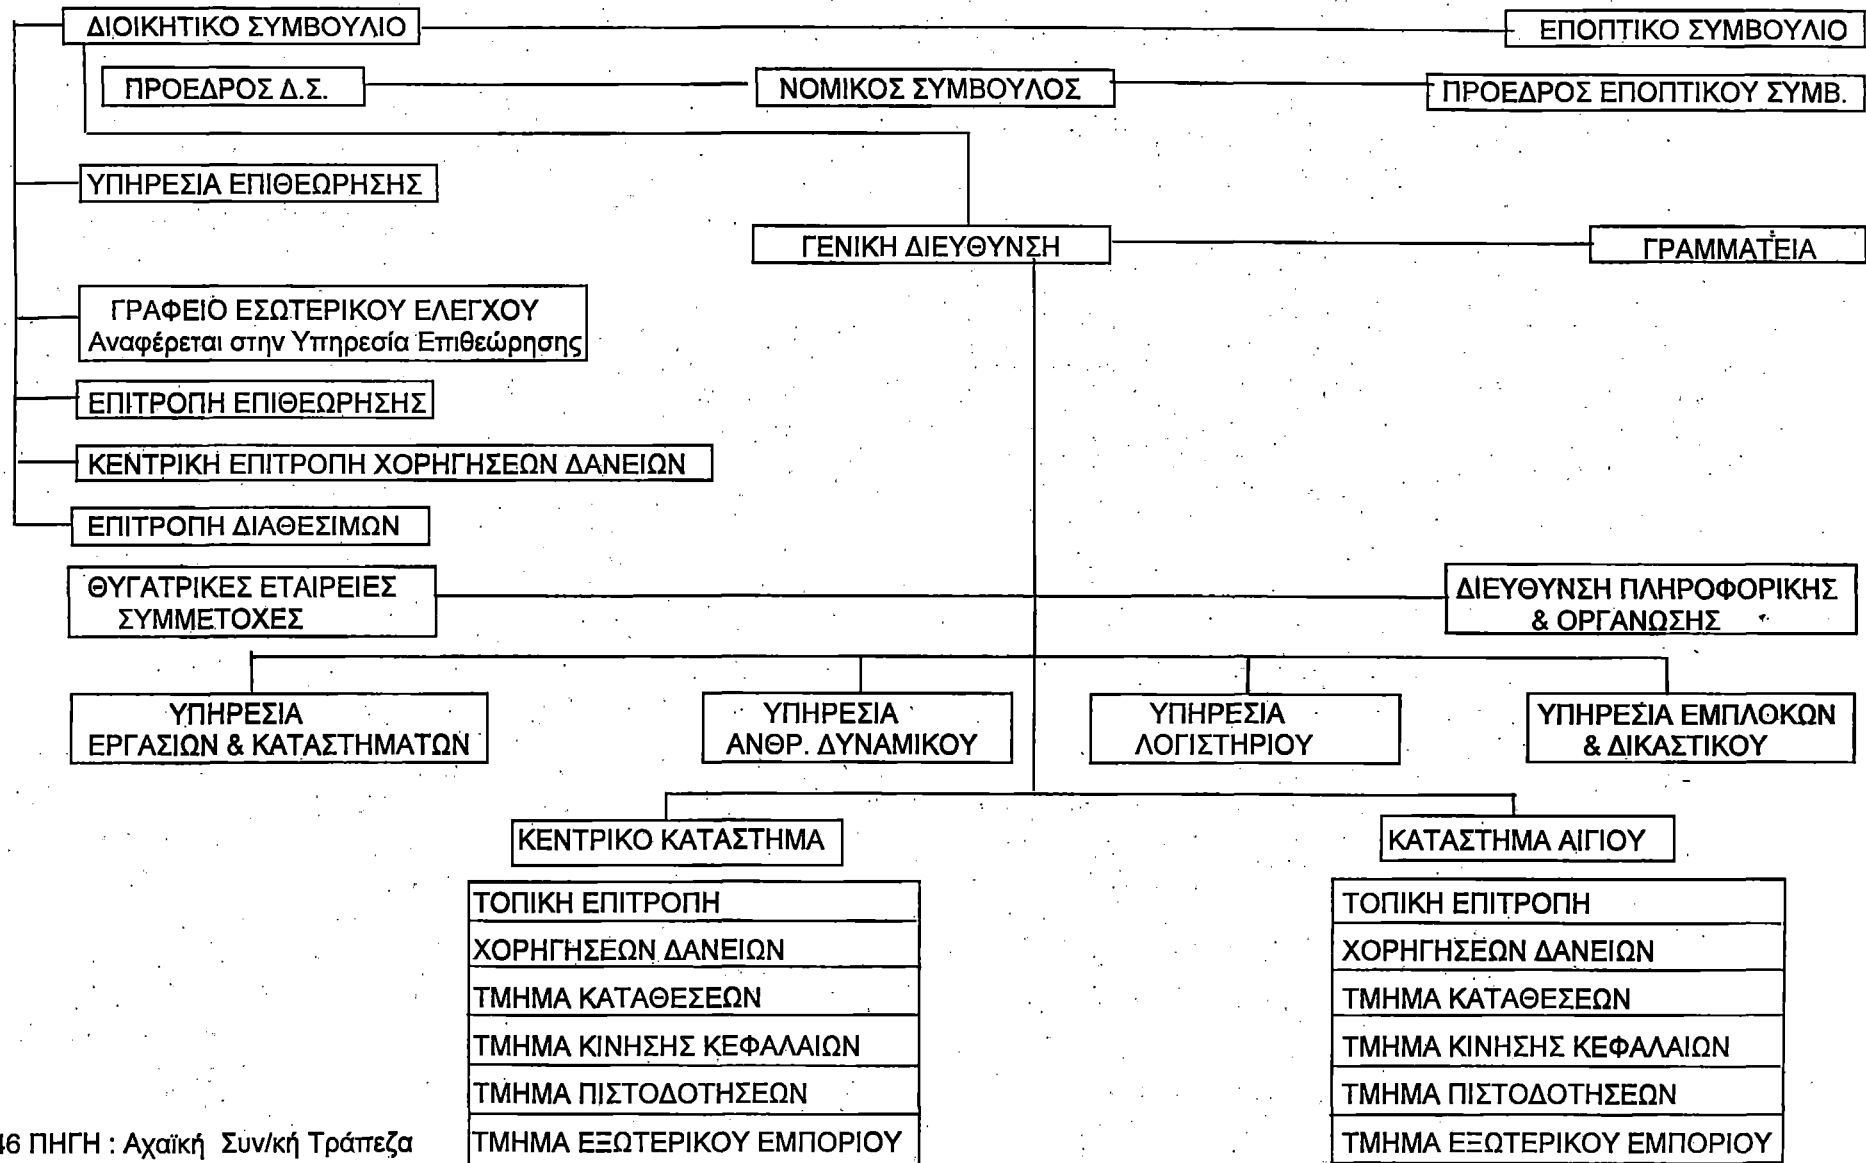 ΔΙΟΙΚΗΤΙΚΟ ΣΥΜΒΟΥΛΙΟ
ΕΠΟΠΤΙΚΟ ΣΥΜΒΟΥΛΙΟ
ΠΡΟΕΔΡΟΣ Δ.Σ.
ΝΟΜΙΚΟΣ ΣΥΜΒΟΥΛΟΣ
ΠΡΟΕΔΡΟΣ ΕΠΟΠΤΙΚΟΥ ΣΥΜΒ.
ΥΠΗΡΕΣΙΑ ΕΠΙΘΕΩΡΗΣΗΣ
ΓΕΝΙΚΗ ΔΙΕΥΘΥΝΣΗ
ΓΡΑΜΜΑΤΕΙΑ
ΓΡΑΦΕΙΟ ΕΣΩΤΕΡΙΚΟΥ ΕΛΕΓΧΟΥ
Αναφέρεται στην Υπηρεσία Επιθεώρησης
ΕΠΙΤΡΟΠΗ ΕΠΙΘΕΩΡΗΣΗΣ
ΚΕΝΤΡΙΚΗ ΕΠΙΤΡΟΠΗ ΧΟΡΗΓΗΣΕΩΝ ΔΑΝΕΙΩΝ
ΕΠΙΤΡΟΠΗ ΔΙΑΘΕΣΙΜΩΝ
ΘΥΓΑΤΡΙΚΕΣ ΕΤΑΙΡΕΙΕΣ
ΣΥΜΜΕΤΟΧΕΣ
ΔΙΕΥΘΥΝΣΗ ΠΛΗΡΟΦΟΡΙΚΗΣ
& ΟΡΓΑΝΩΣΗΣ
ΥΠΗΡΕΣΙΑ
ΕΡΓΑΣΙΩΝ & ΚΑΤΑΣΤΗΜΑΤΩΝ
ΥΠΗΡΕΣΙΑ
ΑΝΘΡ. ΔΥΝΑΜΙΚΟΥ
ΥΠΗΡΕΣΙΑ
ΛΟΓΙΣΤΗΡΙΟΥ
ΥΠΗΡΕΣΙΑ ΕΜΠΛΟΚΩΝ
& ΔΙΚΑΣΤΙΚΟΥ
ΚΕΝΤΡΙΚΟ ΚΑΤΑΣΤΗΜΑ
ΤΟΠΙΚΗ ΕΠΙΤΡΟΠΗ
ΧΟΡΗΓΗΣΕΩΝ ΔΑΝΕΙΩΝ
ΤΜΗΜΑ ΚΑΤΑΘΕΣΕΩΝ
ΤΜΗΜΑ ΚΙΝΗΣΗΣ ΚΕΦΑΛΑΙΩΝ
ΤΜΗΜΑ ΠΙΣΤΟΔΟΤΗΣΕΩΝ
ΤΜΗΜΑ ΕΞΩΤΕΡΙΚΟΥ ΕΜΠΟΡΙΟΥ
ΚΑΤΑΣΤΗΜΑ ΑΙΓΙΟΥ
ΤΟΠΙΚΗ ΕΠΙΤΡΟΠΗ
ΧΟΡΗΓΗΣΕΩΝ ΔΑΝΕΙΩΝ
ΤΜΗΜΑ ΚΑΤΑΘΕΣΕΩΝ
ΤΜΗΜΑ ΚΙΝΗΣΗΣ ΚΕΦΑΛΑΙΩΝ
ΤΜΗΜΑ ΠΙΣΤΟΔΟΤΗΣΕΩΝ
ΤΜΗΜΑ ΕΞΩΤΕΡΙΚΟΥ ΕΜΠΟΡΙΟΥ
46 ΠΗΓΗ : Αχαϊκή Συν/κή Τράπεζα